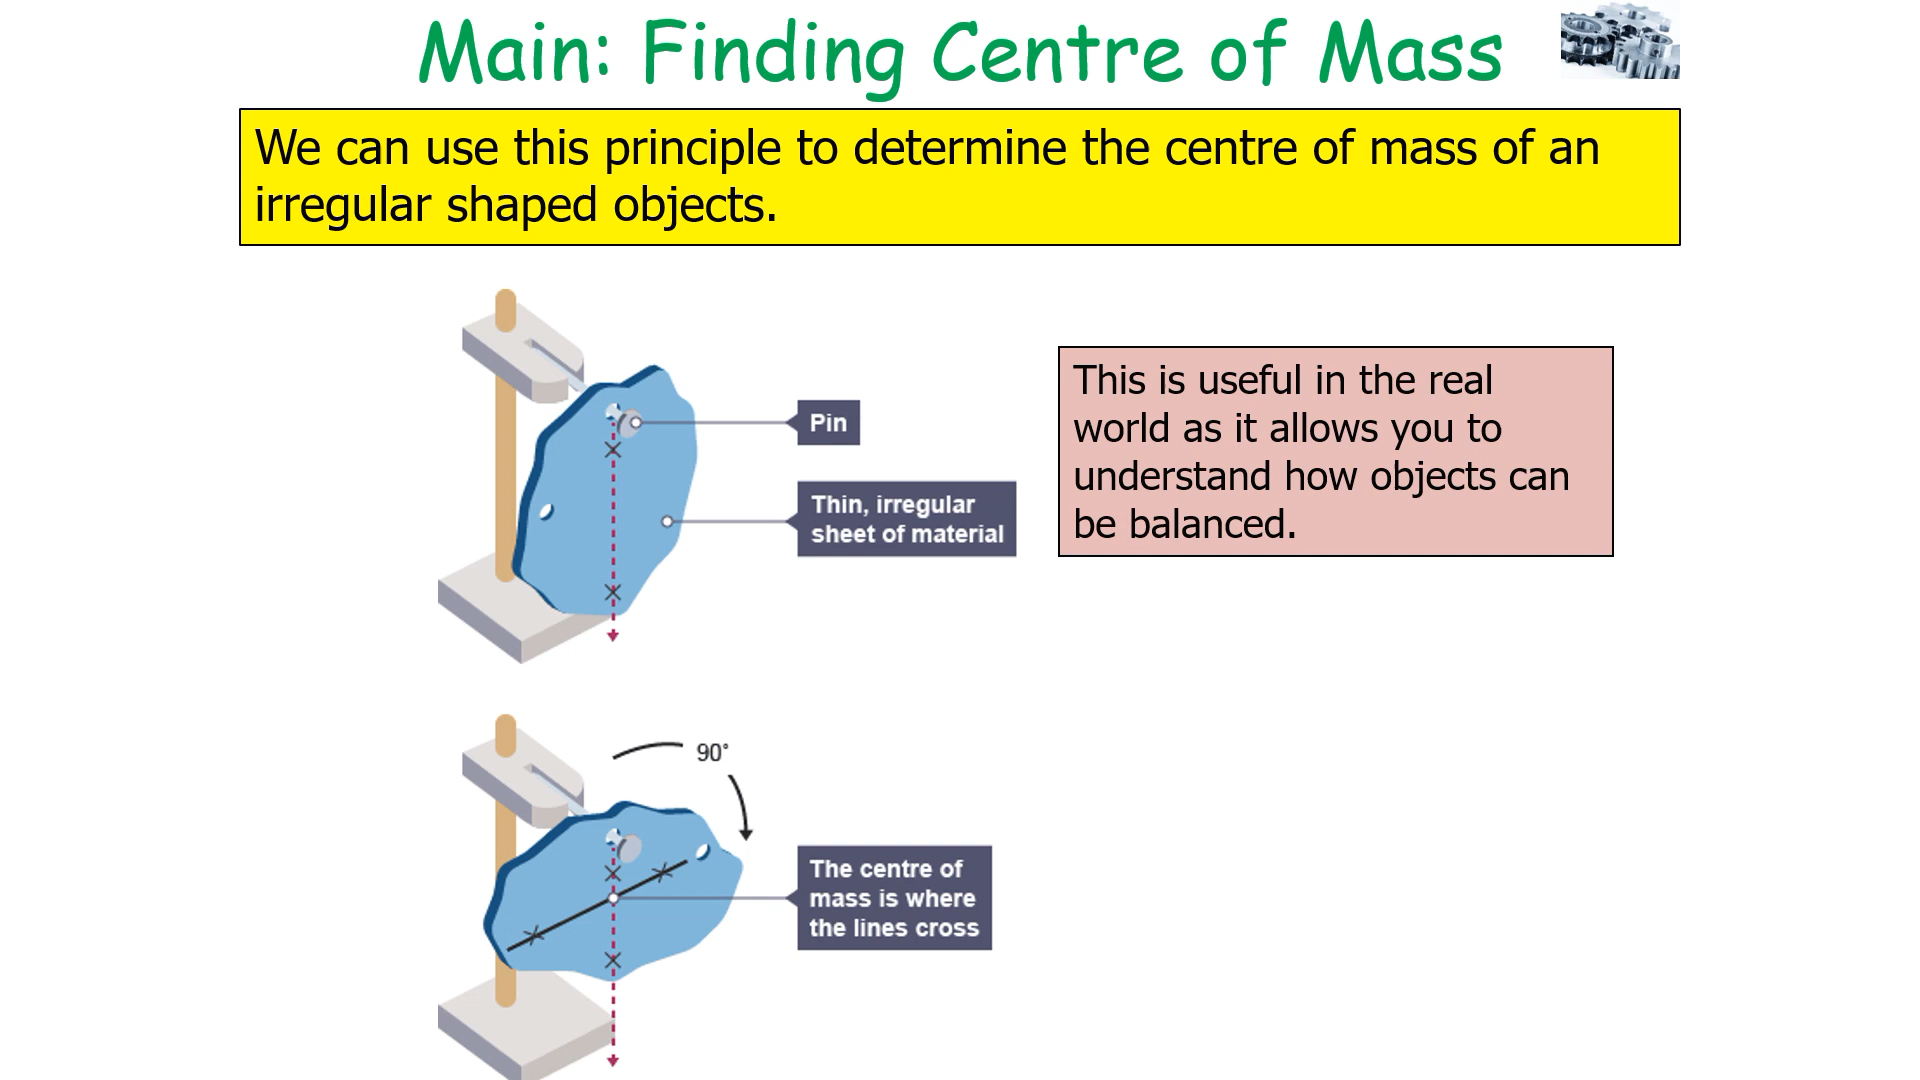 Main: Finding Centre of Mass
We can use this principle to determine the centre of mass of an
irregular shaped objects.
Pin
Thin, irregular
sheet of material
This is useful in the real
world as it allows you to
understand how objects can
be balanced.
90°
The centre of
mass is where
the lines cross